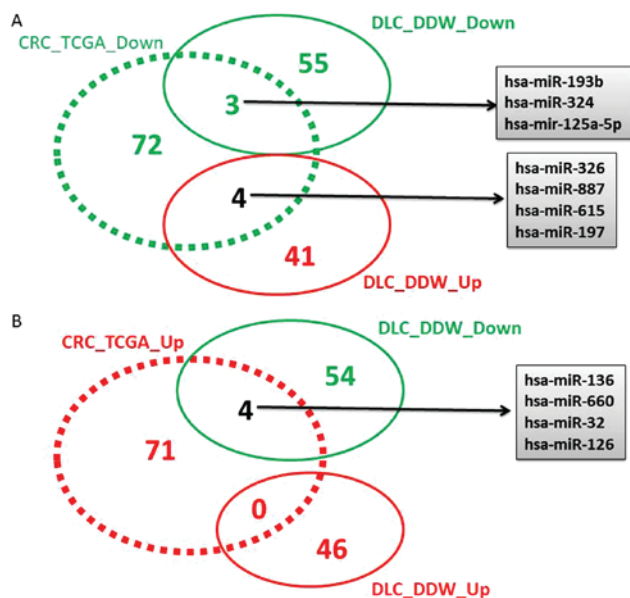 A
DLC_DDW_Down
CRC_TCGA_Down
55
3
72
hsa-miR-193b
hsa-miR-324
hsa-mir-125a-5p
4
41
hsa-miR-326
hsa-miR-887
hsa-miR-615
hsa-miR-197
DLC_DDW_Up
B
DLC_DDW_Down
CRC_TCGA_Up
54
4
71
hsa-miR-136
hsa-miR-660
hsa-miR-32
hsa-miR-126
0
46
DLC_DDW_Up